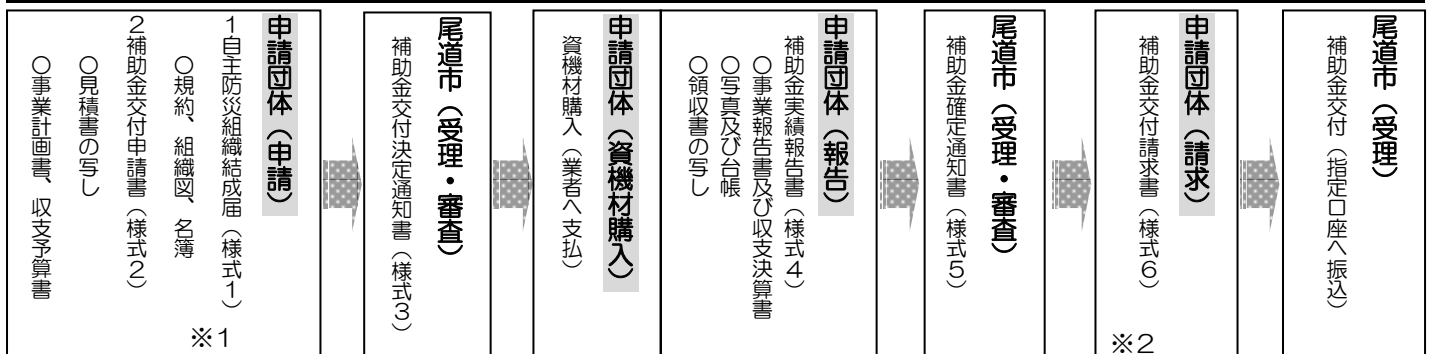 申請団体（申請）
１自主防災組織結成届（様式１）
〇規約、組織図、名簿
２補助金交付申請書（様式２）
〇見積書の写し
〇事業計画書、収支予算書
※１
尾道市（受理・審査）
補助金交付決定通知書（様式３）
申請団体（資機材購入）
資機材購入（業者へ支払）
申請団体（報告）
補助金実績報告書（様式４）
〇事業報告書及び収支決算書
〇写真及び台帳
〇領収書の写し
尾道市（受理・審査）
補助金確定通知書（様式５）
申請団体（請求）
補助金交付請求書（様式６）
※２
尾道市（受理）
補助金交付（指定口座へ振込）